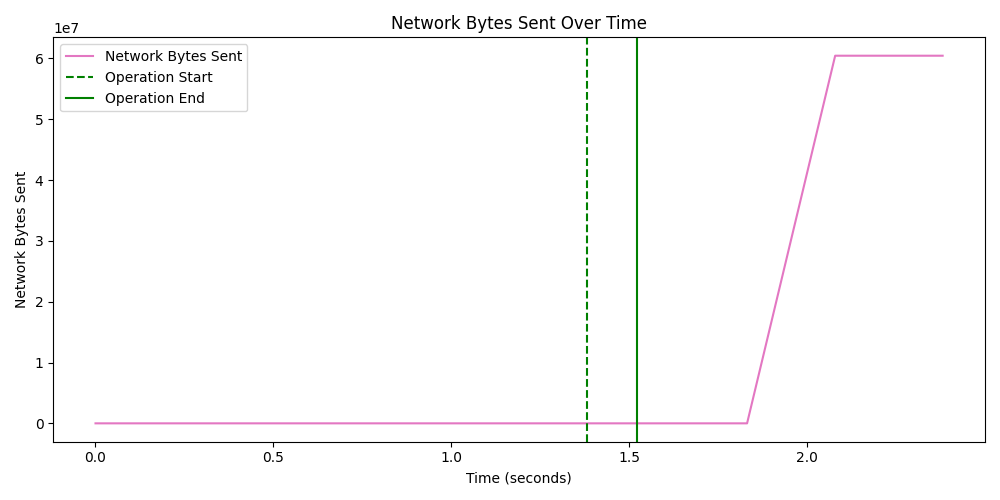 Network Bytes Sent Over Time
1e7
Network Bytes Sent
Operation Start
Operation End
6
5
4
3
2
1
0
Network Bytes Sent
0.0 0.5 1.0 1.5 2.0
Time (seconds)